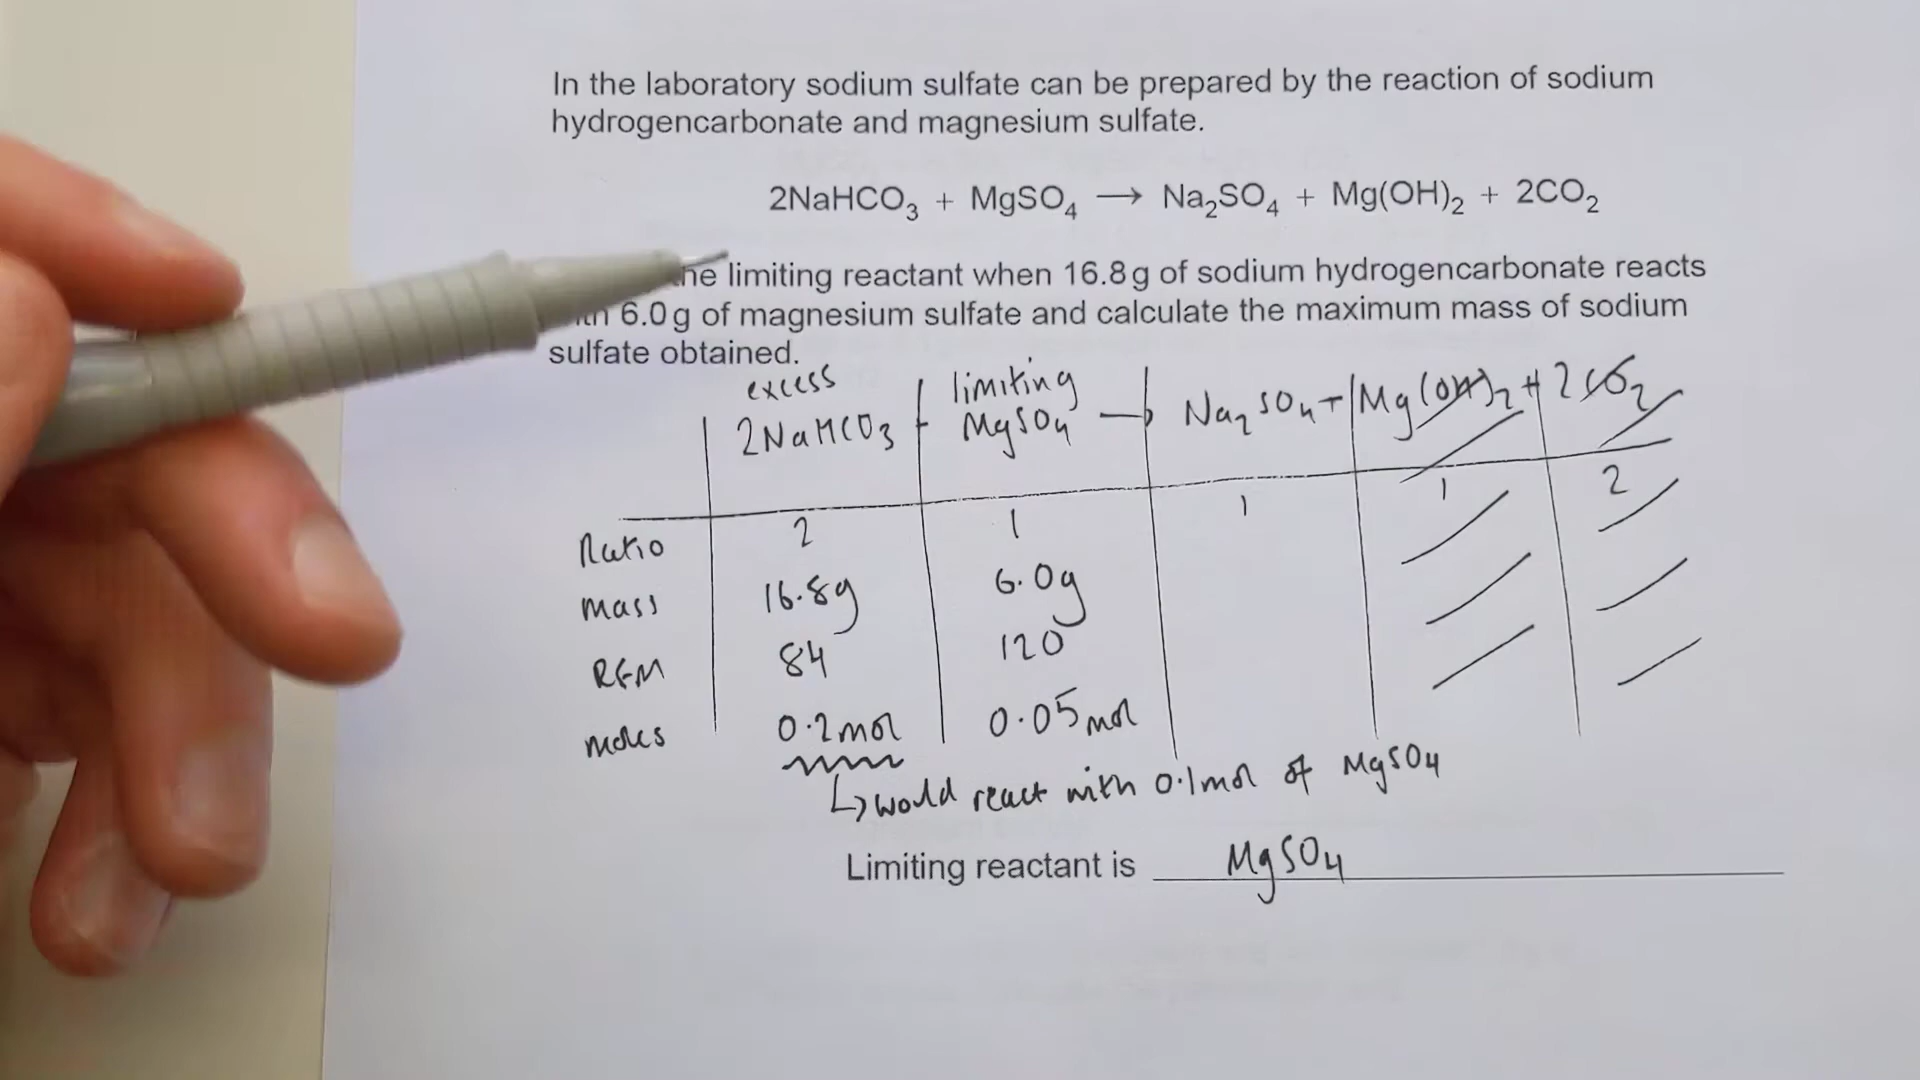 In the laboratory sodium sulfate can be prepared by the reaction of sodium
hydrogencarbonate and magnesium sulfate.
2NaHCO₃ + MgSO₄ ⟶ Na₂SO₄ + Mg(OH)₂ + 2CO₂
limiting reactant when 16.8 g of sodium hydrogencarbonate reacts
6.0 g of magnesium sulfate and calculate the maximum mass of sodium
sulfate obtained.
excess limiting
2NaHCO₃ + MgSO₄ → Na₂SO₄ + Mg(OH)₂ + 2CO₂
Ratio 2 1 1 1 2
mass 16.8g 6.0g
RFM 84 120
moles 0.2mol 0.05mol
↳ would react with 0.1mol of MgSO₄
Limiting reactant is MgSO₄